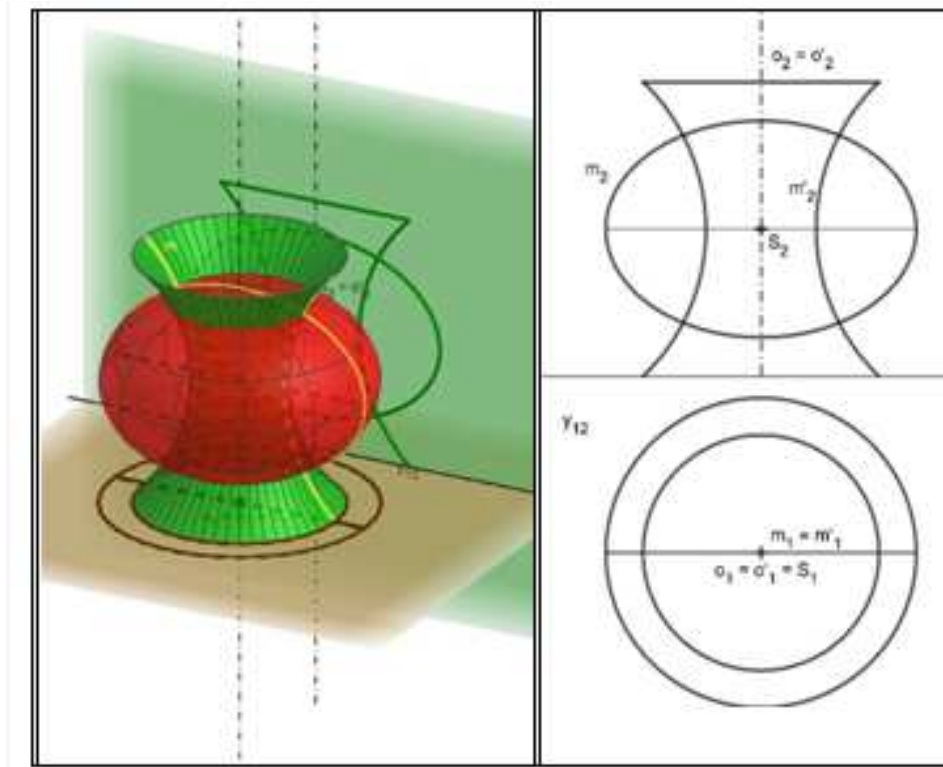 o₂ = o'₂
m₂
m'₂
S₂
y₁₂
m₁ = m'₁
o₁ = o'₁ = S₁